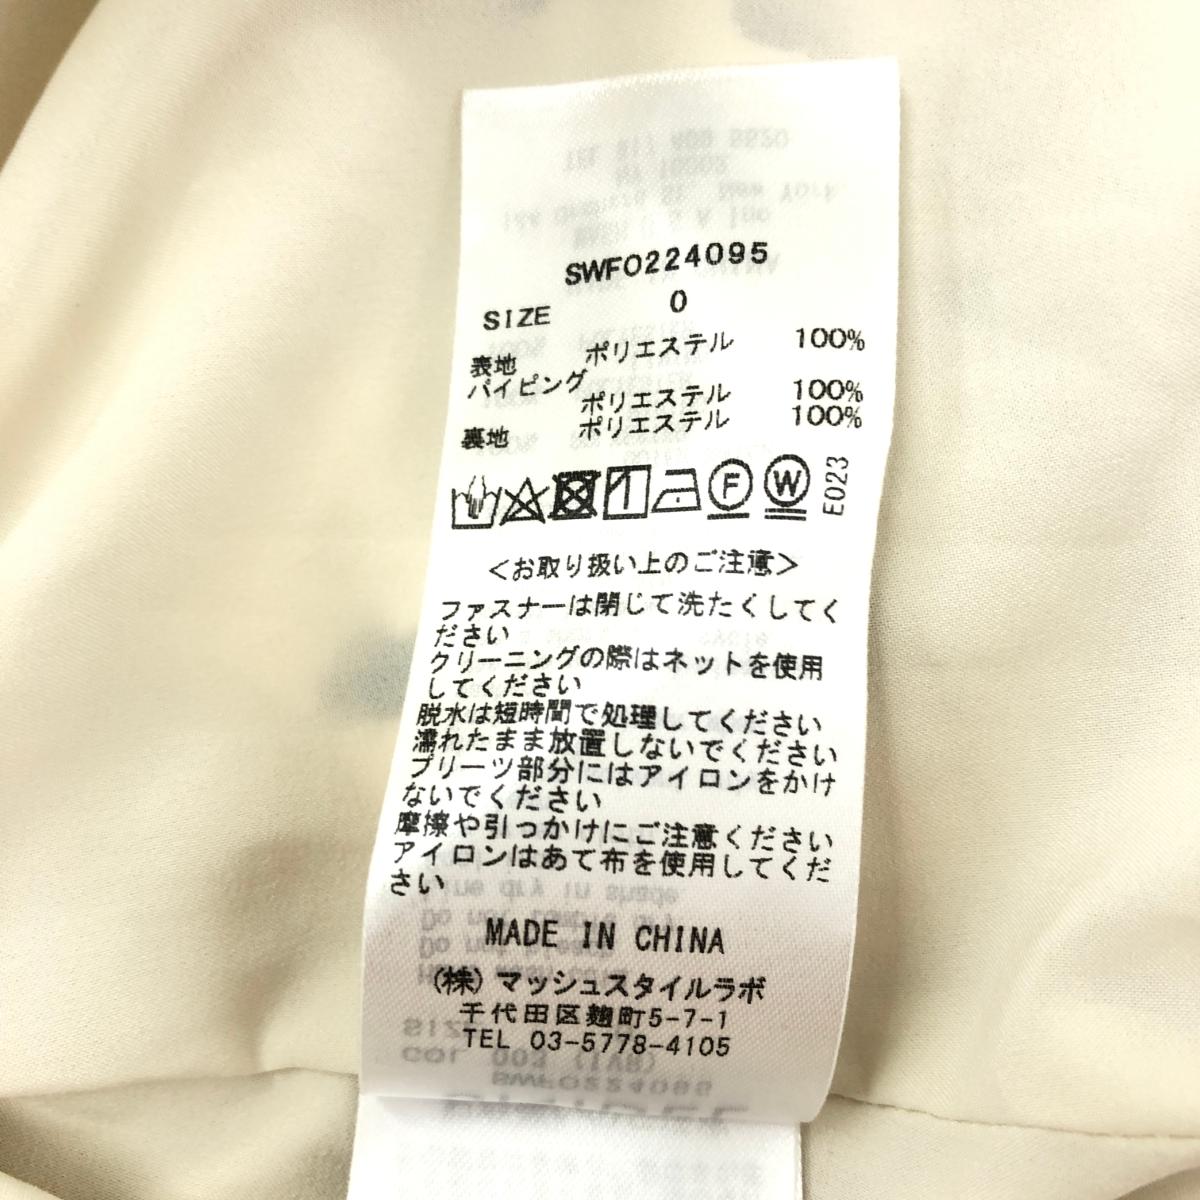 SWFO224095
SIZE 0
表地 ポリエステル 100%
パイピング
ポリエステル 100%
裏地 ポリエステル 100%
F W E023
<お取り扱い上のご注意>
ファスナーは閉じて洗たくしてく
ださい
クリーニングの際はネットを使用
してください
脱水は短時間で処理してください
濡れたまま放置しないでください
プリーツ部分にはアイロンをかけ
ないでください
摩擦や引っかけにご注意ください
アイロンはあて布を使用してくだ
さい
MADE IN CHINA
(株)マッシュスタイルラボ
千代田区麹町5-7-1
TEL 03-5778-4105